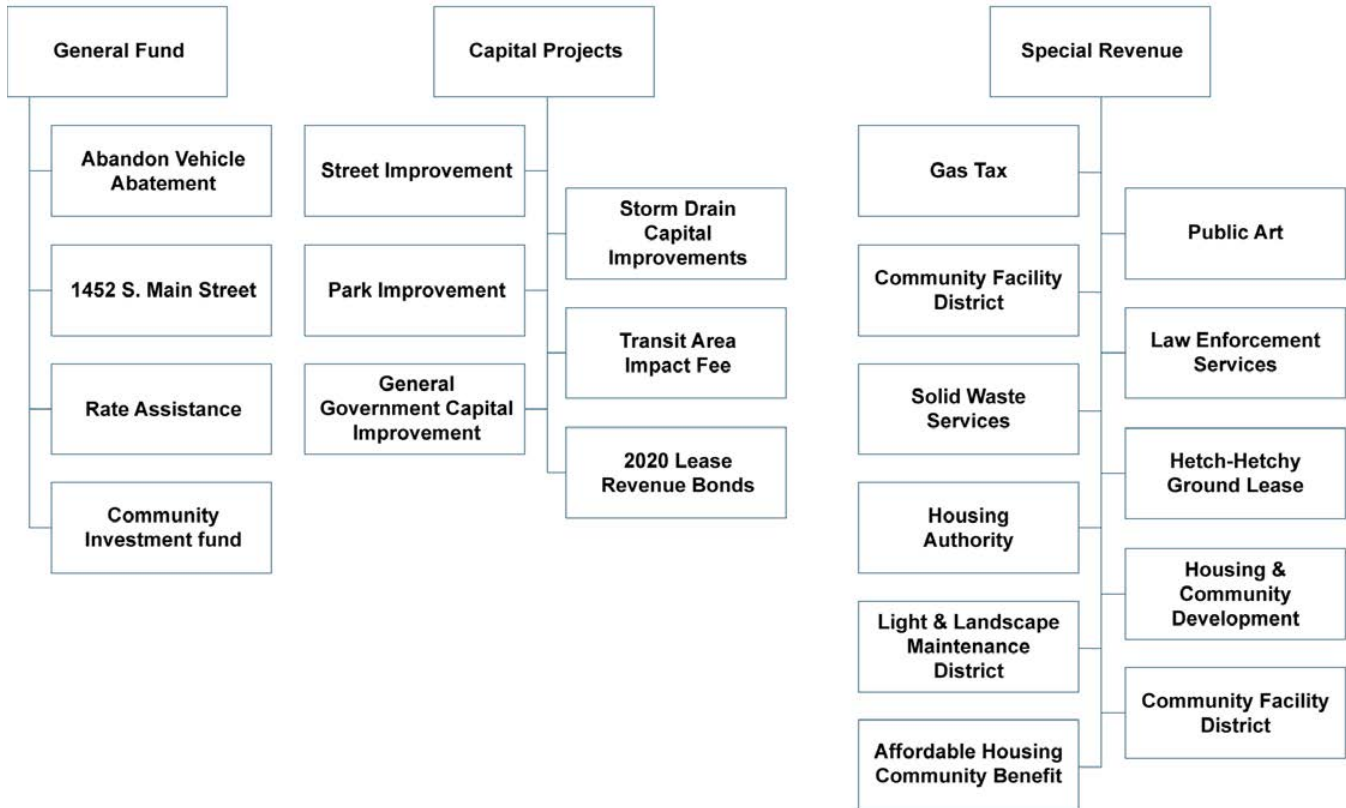 General Fund
Abandon Vehicle
Abatement
1452 S. Main Street
Rate Assistance
Community
Investment fund
Capital Projects
Street Improvement
Storm Drain
Capital
Improvements
Park Improvement
Transit Area
Impact Fee
General
Government Capital
Improvement
2020 Lease
Revenue Bonds
Special Revenue
Gas Tax
Public Art
Community Facility
District
Law Enforcement
Services
Solid Waste
Services
Hetch-Hetchy
Ground Lease
Housing
Authority
Housing &
Community
Development
Light & Landscape
Maintenance
District
Community Facility
District
Affordable Housing
Community Benefit